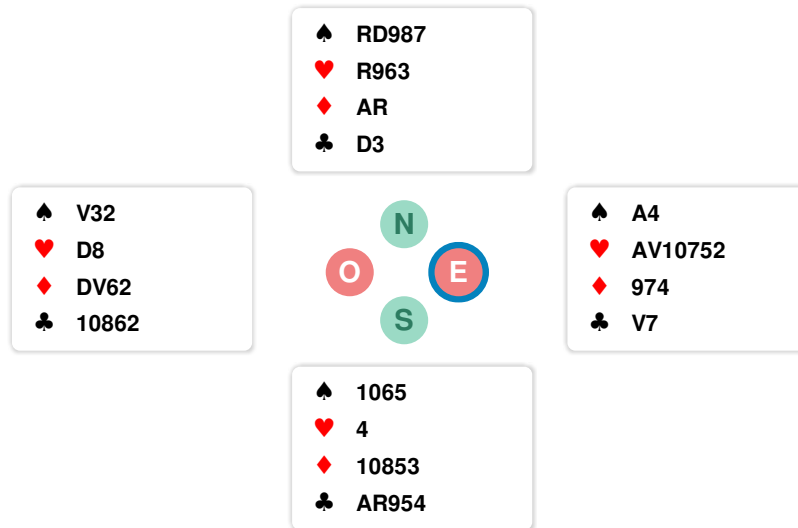 ♠ RD987
♥ R963
♦ AR
♣ D3
♠ V32
♥ D8
♦ DV62
♣ 10862
N
O E
S
♠ A4
♥ AV10752
♦ 974
♣ V7
♠ 1065
♥ 4
♦ 10853
♣ AR954